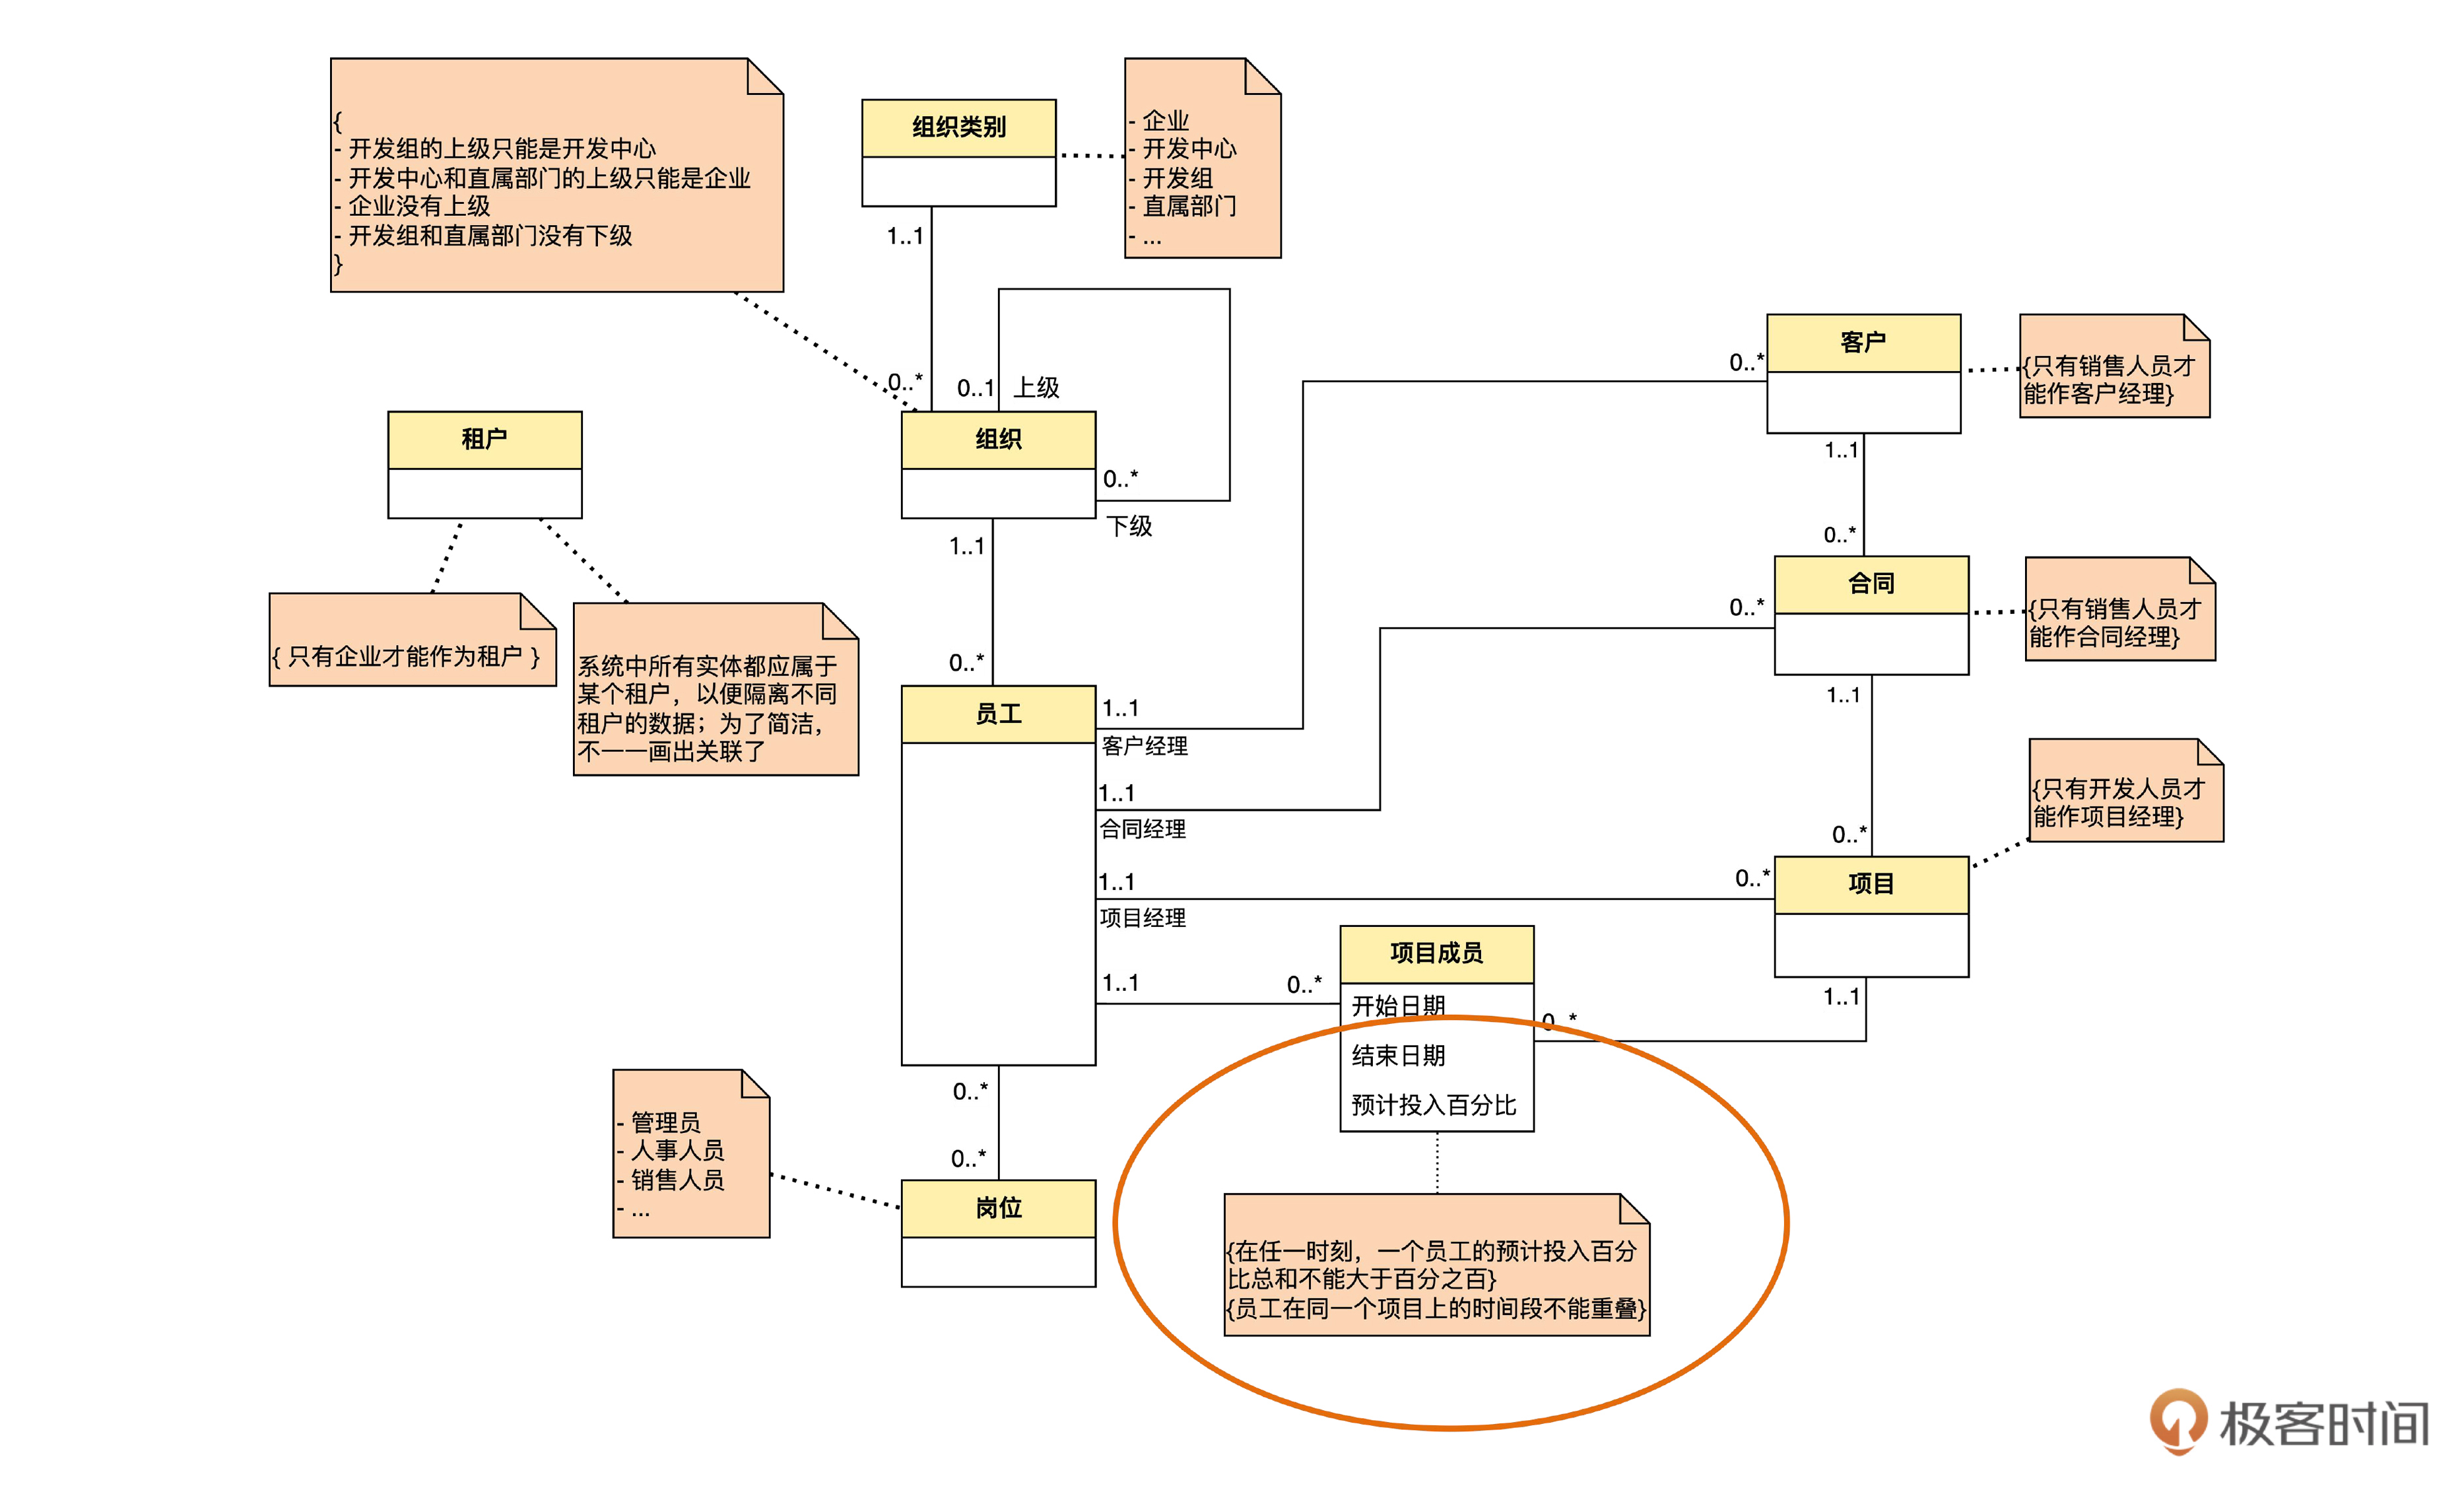 {
- 开发组的上级只能是开发中心
- 开发中心和直属部门的上级只能是企业
- 企业没有上级
- 开发组和直属部门没有下级
}
组织类别
- 企业
- 开发中心
- 开发组
- 直属部门
- ...
1..1
0..*
0..1
上级
组织
0..*
下级
租户
{ 只有企业才能作为租户 }
系统中所有实体都应属于
某个租户，以便隔离不同
租户的数据；为了简洁，
不一一画出关联了
1..1
0..*
客户
0..*
{只有销售人员才
能作客户经理}
1..1
0..*
合同
0..*
{只有销售人员才
能作合同经理}
1..1
0..*
员工
1..1
客户经理
1..1
合同经理
1..1
项目经理
0..*
项目
{只有开发人员才
能作项目经理}
1..1
1..1
0..*
项目成员
开始日期
结束日期
预计投入百分比
0..*
{在任一时刻，一个员工的预计投入百分
比总和不能大于百分之百}
{员工在同一个项目上的时间段不能重叠}
0..*
0..*
岗位
- 管理员
- 人事人员
- 销售人员
- ...
极客时间